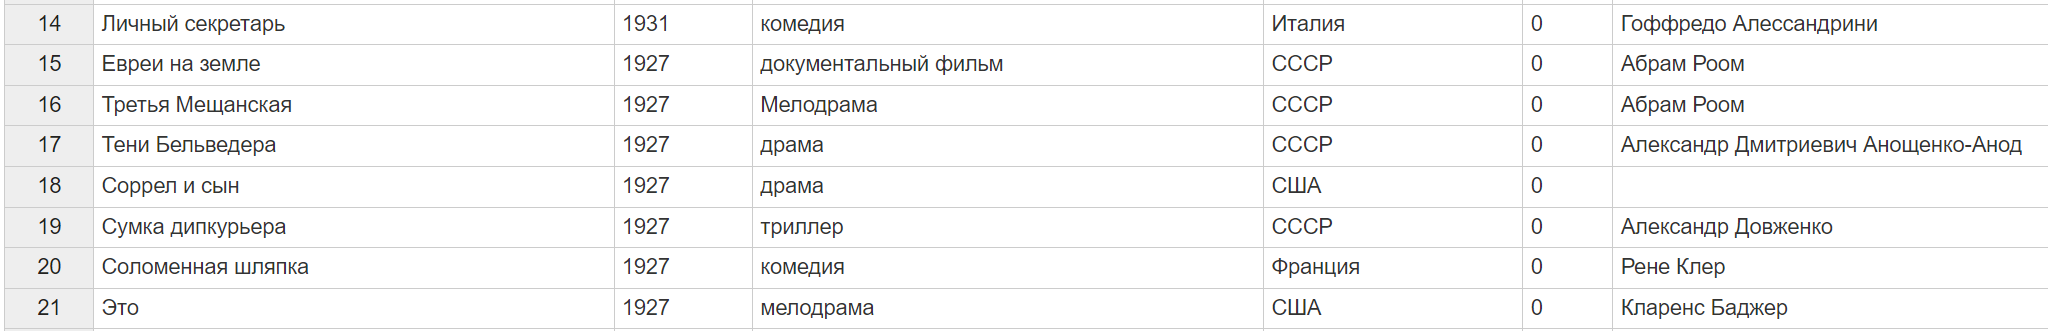 14 Личный секретарь 1931 комедия Италия 0 Гоффредо Алессандрини
15 Евреи на земле 1927 документальный фильм СССР 0 Абрам Роом
16 Третья Мещанская 1927 Мелодрама СССР 0 Абрам Роом
17 Тени Бельведера 1927 драма СССР 0 Александр Дмитриевич Анощенко-Анод
18 Соррел и сын 1927 драма США 0
19 Сумка дипкурьера 1927 триллер СССР 0 Александр Довженко
20 Соломенная шляпка 1927 комедия Франция 0 Рене Клер
21 Это 1927 мелодрама США 0 Кларенс Баджер